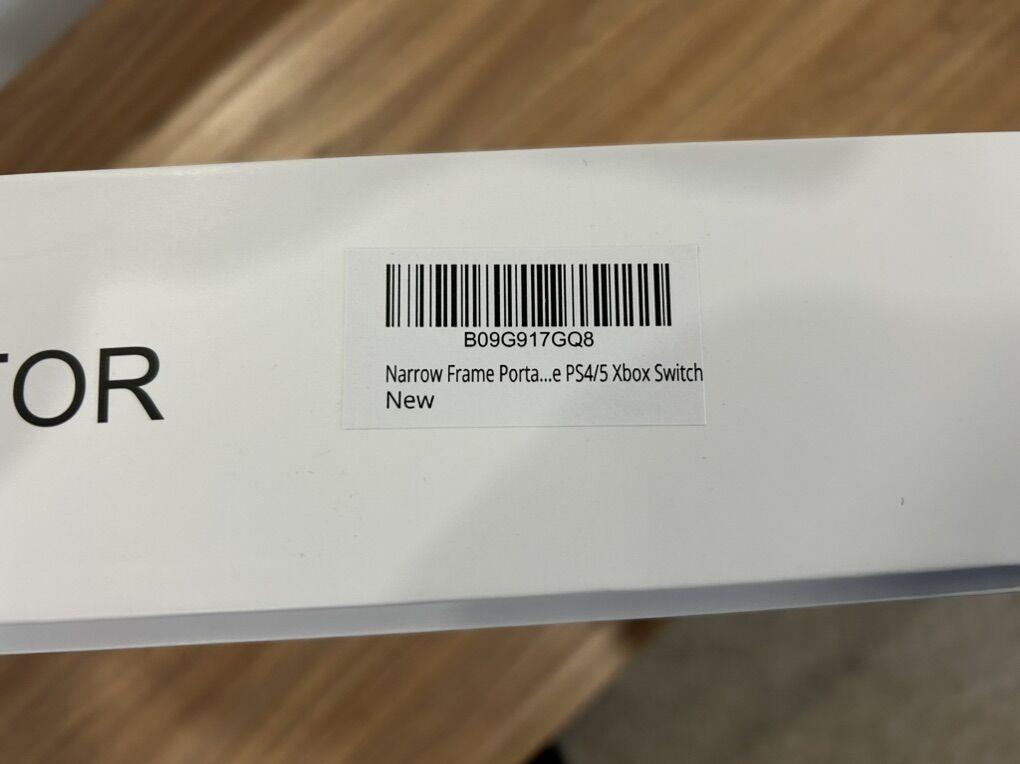 TOR
B09G917GQ8
Narrow Frame Porta...e PS4/5 Xbox Switch
New